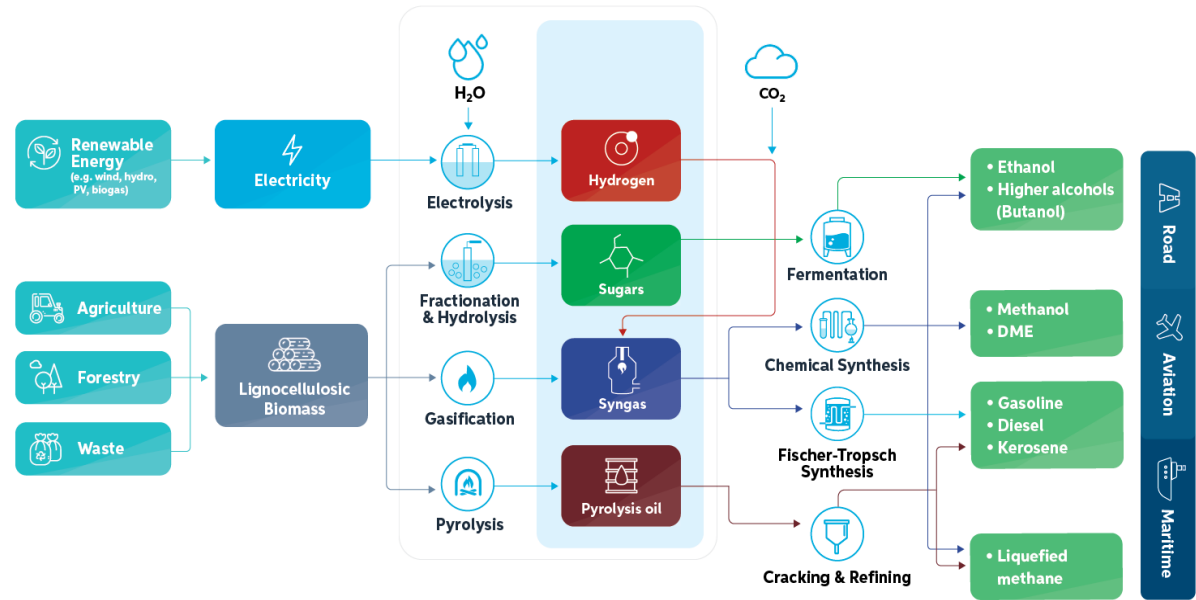 H₂O
CO₂
Renewable
Energy
(e.g. wind, hydro,
PV, biogas)
Electricity
Electrolysis
Hydrogen
Fractionation
& Hydrolysis
Sugars
Fermentation
• Ethanol
• Higher alcohols
(Butanol)
Road
Agriculture
Forestry
Waste
Lignocellulosic
Biomass
Gasification
Syngas
Chemical Synthesis
• Methanol
• DME
Aviation
Fischer-Tropsch
Synthesis
• Gasoline
• Diesel
• Kerosene
Pyrolysis
Pyrolysis oil
Cracking & Refining
• Liquefied
methane
Maritime